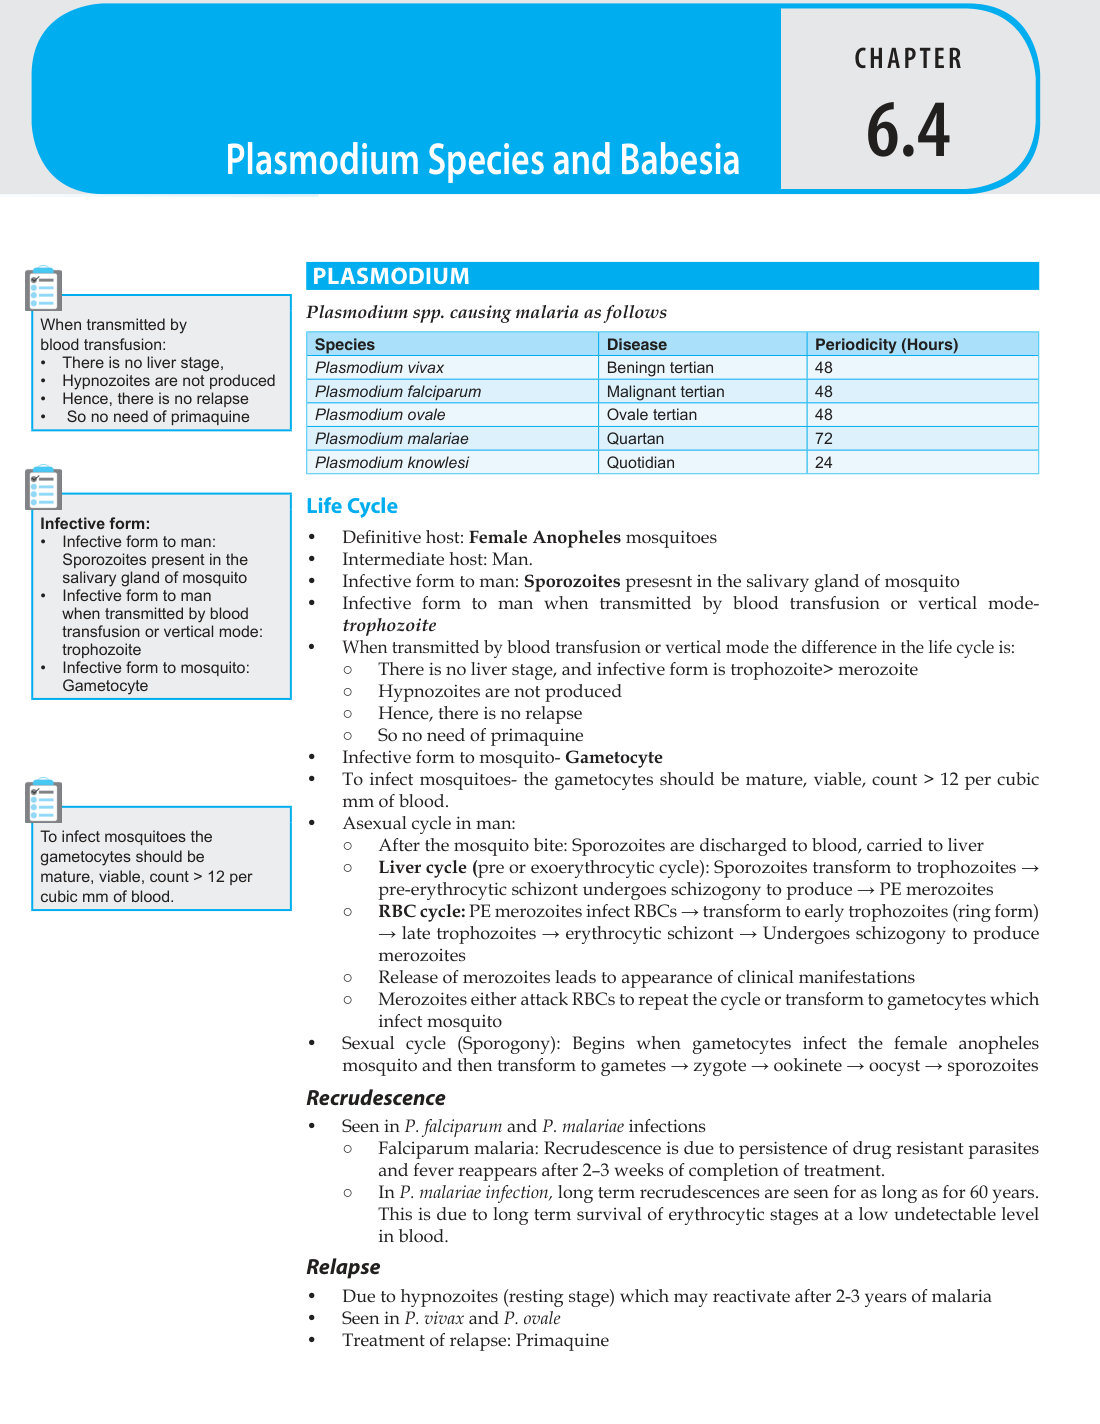 CHAPTER
6.4
Plasmodium Species and Babesia
When transmitted by
blood transfusion:
• There is no liver stage,
• Hypnozoites are not produced
• Hence, there is no relapse
• So no need of primaquine
Infective form:
• Infective form to man:
Sporozoites present in the
salivary gland of mosquito
• Infective form to man
when transmitted by blood
transfusion or vertical mode:
trophozoite
• Infective form to mosquito:
Gametocyte
To infect mosquitoes the
gametocytes should be
mature, viable, count > 12 per
cubic mm of blood.
PLASMODIUM
Plasmodium spp. causing malaria as follows
Species Disease Periodicity (Hours)
Plasmodium vivax Beningn tertian 48
Plasmodium falciparum Malignant tertian 48
Plasmodium ovale Ovale tertian 48
Plasmodium malariae Quartan 72
Plasmodium knowlesi Quotidian 24
Life Cycle
• Definitive host: Female Anopheles mosquitoes
• Intermediate host: Man.
• Infective form to man: Sporozoites presesnt in the salivary gland of mosquito
• Infective form to man when transmitted by blood transfusion or vertical mode-
trophozoite
• When transmitted by blood transfusion or vertical mode the difference in the life cycle is:
○ There is no liver stage, and infective form is trophozoite> merozoite
○ Hypnozoites are not produced
○ Hence, there is no relapse
○ So no need of primaquine
• Infective form to mosquito- Gametocyte
• To infect mosquitoes- the gametocytes should be mature, viable, count > 12 per cubic
mm of blood.
• Asexual cycle in man:
○ After the mosquito bite: Sporozoites are discharged to blood, carried to liver
○ Liver cycle (pre or exoerythrocytic cycle): Sporozoites transform to trophozoites →
pre-erythrocytic schizont undergoes schizogony to produce → PE merozoites
○ RBC cycle: PE merozoites infect RBCs → transform to early trophozoites (ring form)
→ late trophozoites → erythrocytic schizont → Undergoes schizogony to produce
merozoites
○ Release of merozoites leads to appearance of clinical manifestations
○ Merozoites either attack RBCs to repeat the cycle or transform to gametocytes which
infect mosquito
• Sexual cycle (Sporogony): Begins when gametocytes infect the female anopheles
mosquito and then transform to gametes → zygote → ookinete → oocyst → sporozoites
Recrudescence
• Seen in P. falciparum and P. malariae infections
○ Falciparum malaria: Recrudescence is due to persistence of drug resistant parasites
and fever reappears after 2–3 weeks of completion of treatment.
○ In P. malariae infection, long term recrudescences are seen for as long as for 60 years.
This is due to long term survival of erythrocytic stages at a low undetectable level
in blood.
Relapse
• Due to hypnozoites (resting stage) which may reactivate after 2-3 years of malaria
• Seen in P. vivax and P. ovale
• Treatment of relapse: Primaquine